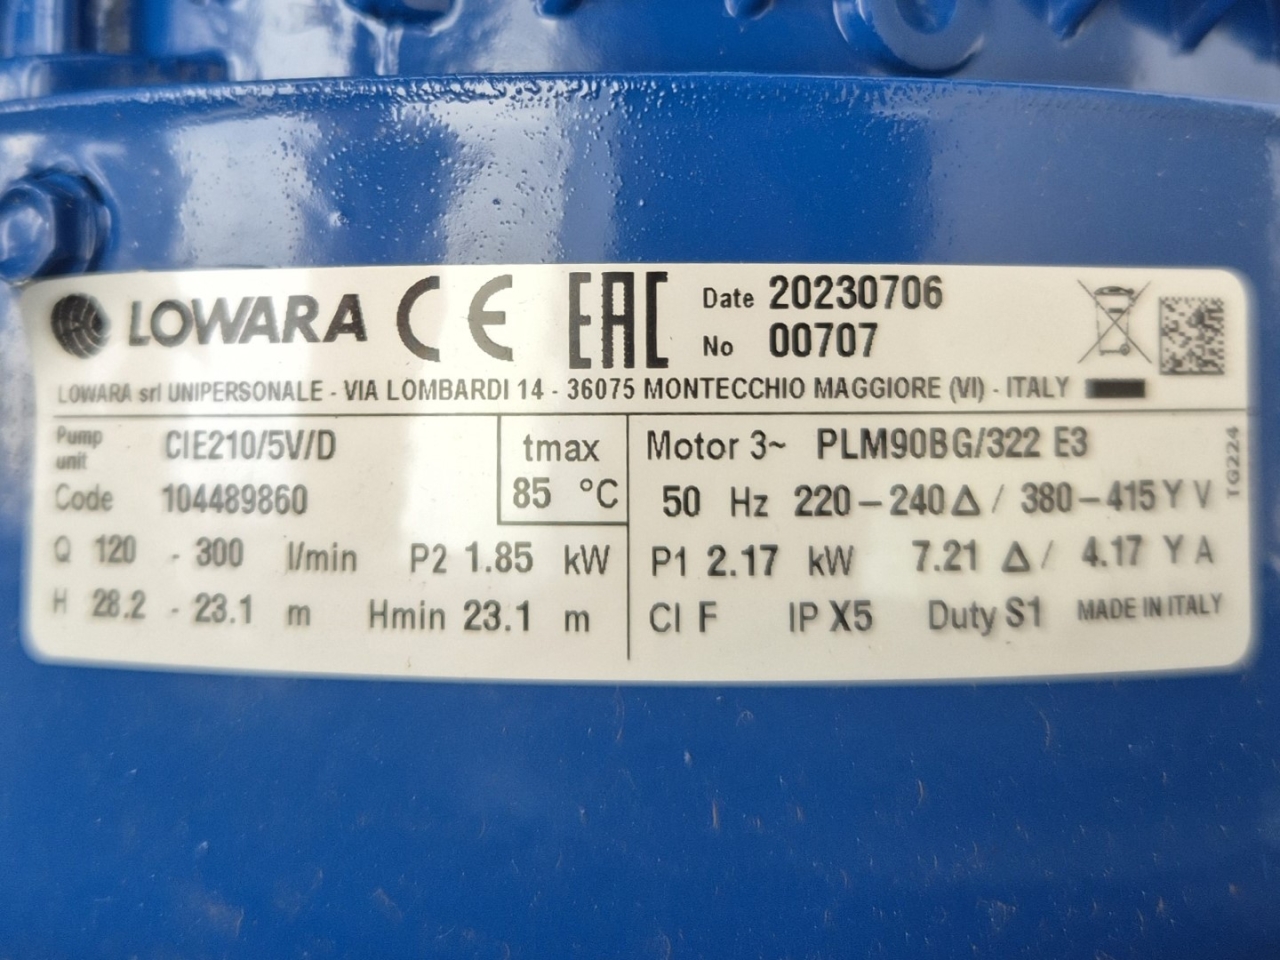 LOWARA CE EAC Date 20230706
No 00707
LOWARA srl UNIPERSONALE - VIA LOMBARDI 14 - 36075 MONTECCHIO MAGGIORE (VI) - ITALY
Pump unit CIE210/5V/D
Code 104489860
tmax
85 °C
Q 120 - 300 l/min P2 1.85 kW
H 28.2 - 23.1 m Hmin 23.1 m
Motor 3~ PLM90BG/322 E3
50 Hz 220-240 Δ / 380-415 Y V
P1 2.17 kW 7.21 Δ / 4.17 Y A
Cl F IP X5 Duty S1 MADE IN ITALY
TG224